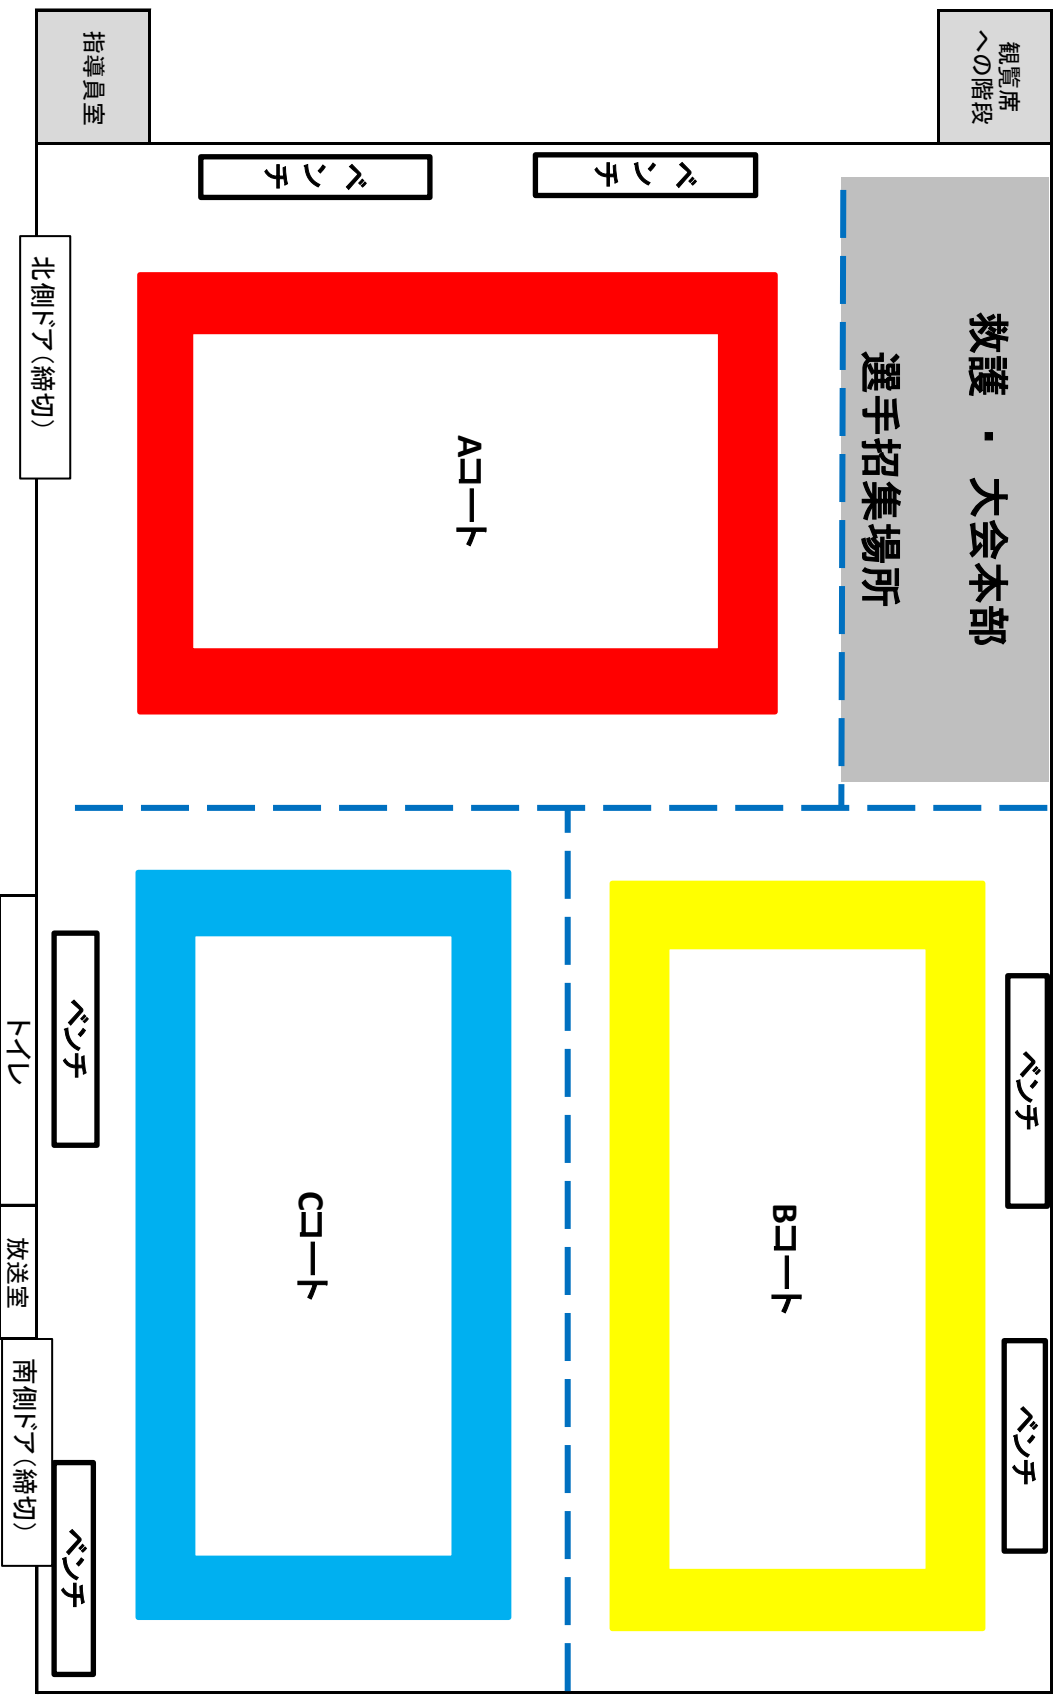 指導員室
観覧席
への階段
ベンチ
ベンチ
北側ドア（締切）
救護 ・ 大会本部
選手招集場所
Aコート
トイレ
ベンチ
ベンチ
Cコート
Bコート
放送室
南側ドア（締切）
ベンチ
ベンチ